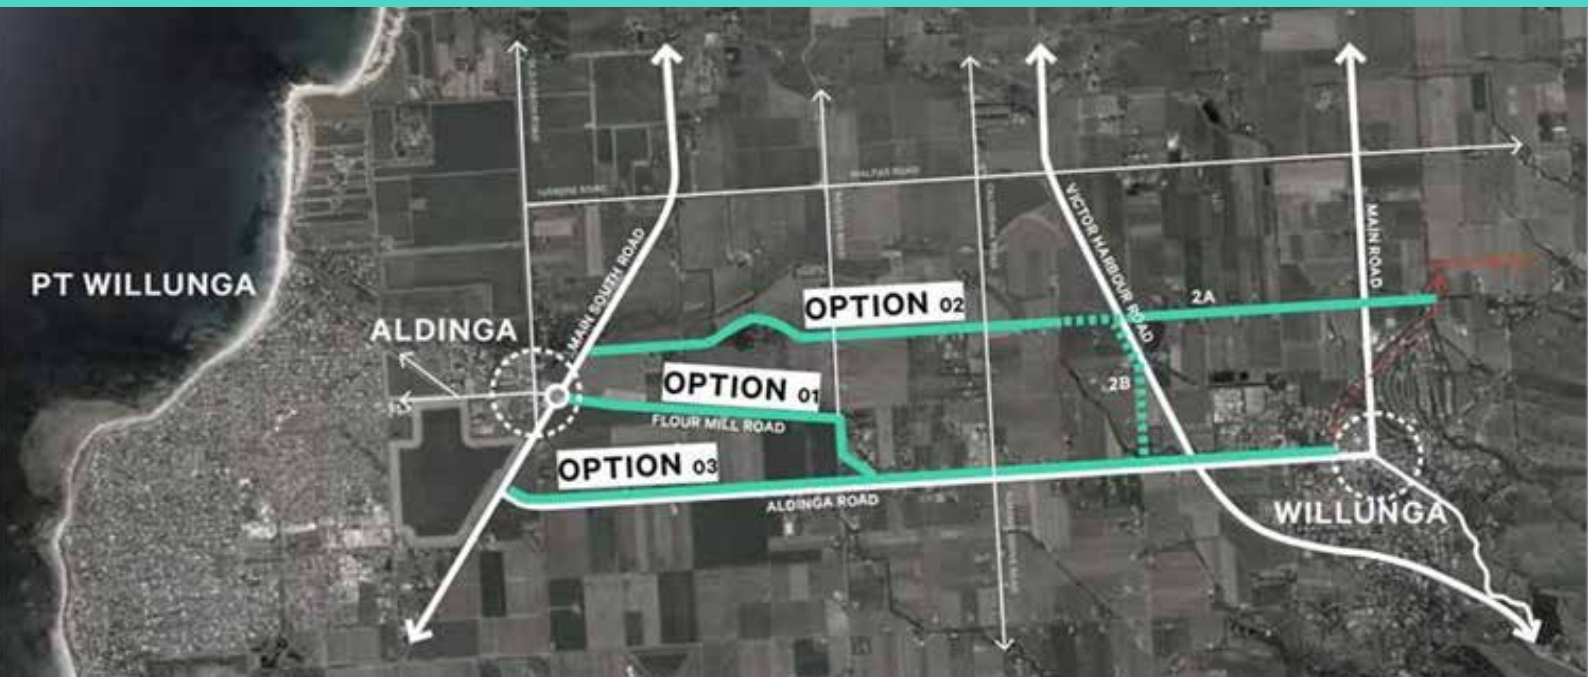 MALPAS ROAD
VICTOR HARBOUR ROAD
MAIN ROAD
MAIN SOUTH ROAD
PT WILLUNGA
ALDINGA
OPTION 02
2A
OPTION 01
2B
FLOUR MILL ROAD
OPTION 03
ALDINGA ROAD
WILLUNGA